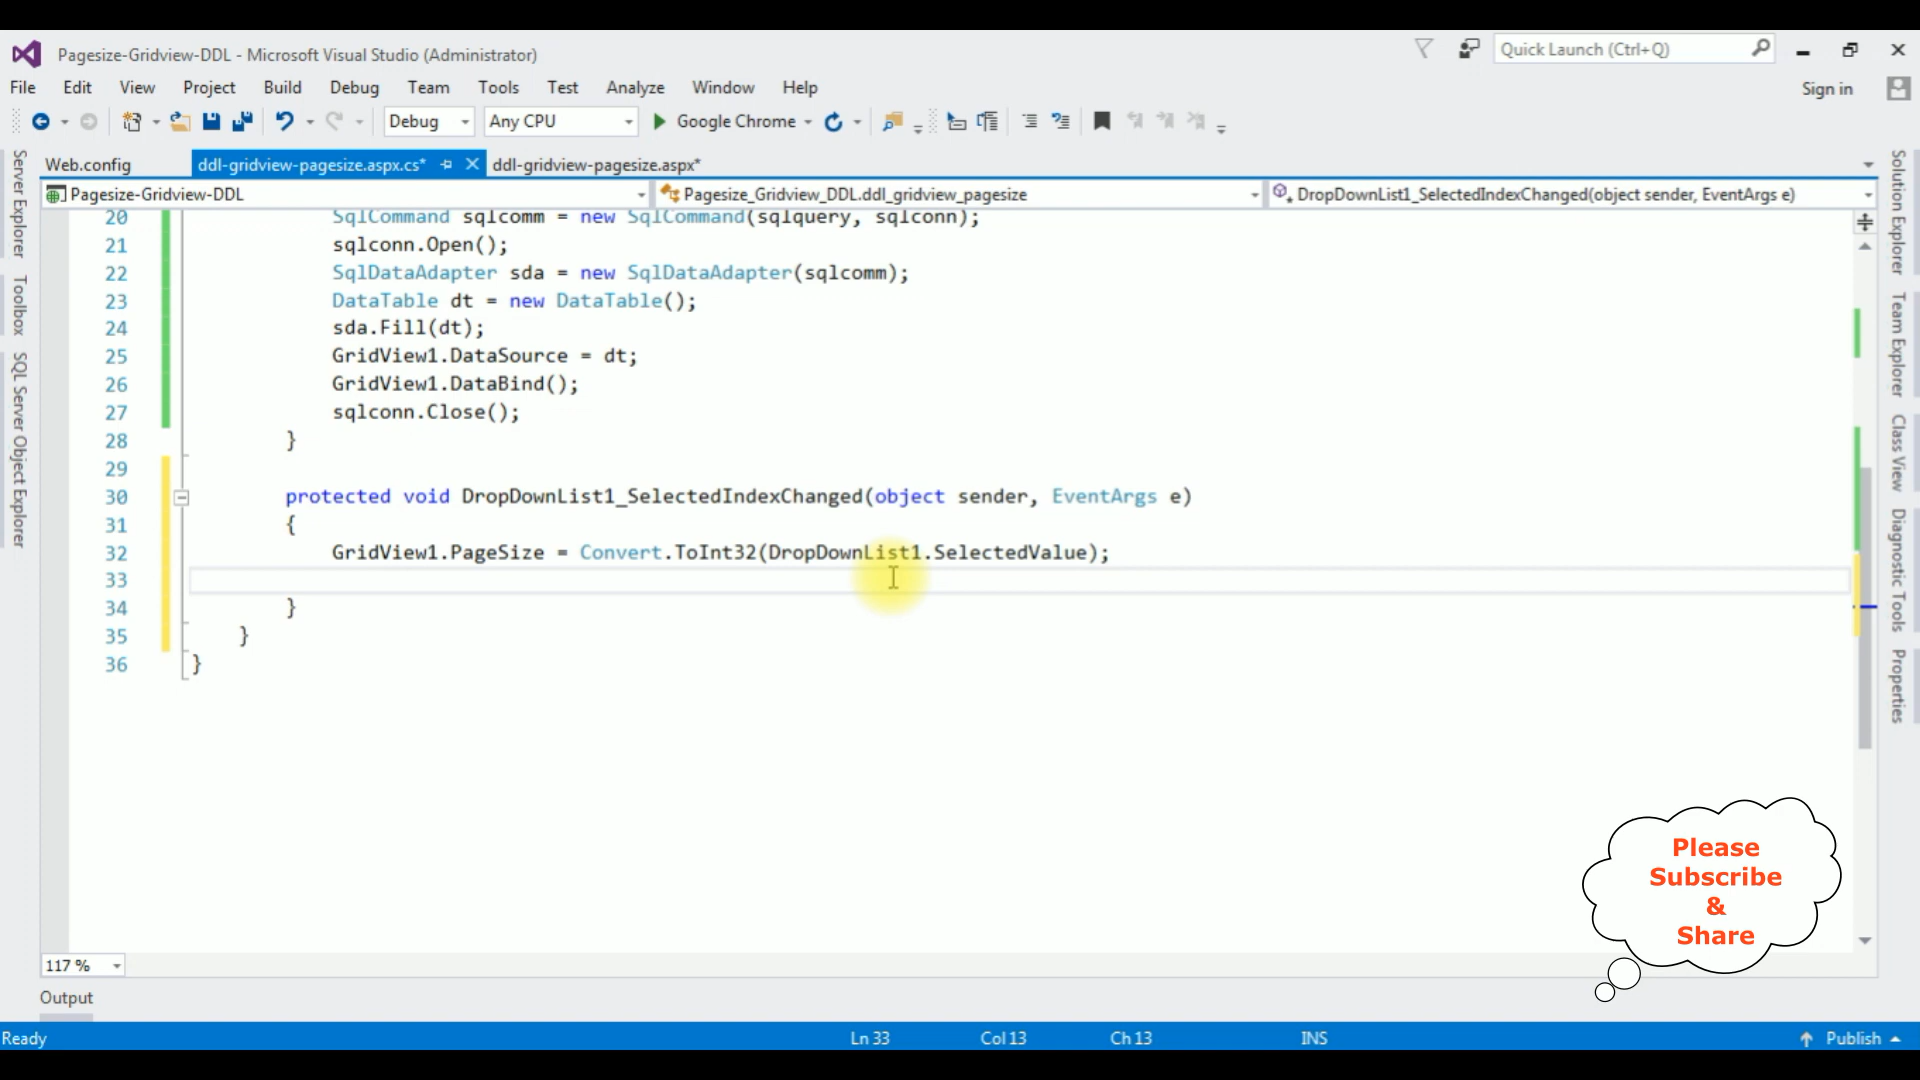 Pagesize-Gridview-DDL - Microsoft Visual Studio (Administrator)
Quick Launch (Ctrl+Q)
File Edit View Project Build Debug Team Tools Test Analyze Window Help
Sign in
Debug Any CPU Google Chrome
Web.config ddl-gridview-pagesize.aspx.cs* ddl-gridview-pagesize.aspx*
Pagesize-Gridview-DDL Pagesize_Gridview_DDL.ddl_gridview_pagesize DropDownList1_SelectedIndexChanged(object sender, EventArgs e)
Server Explorer
Toolbox
SQL Server Object Explorer
20 SqlCommand sqlcomm = new SqlCommand(sqlquery, sqlconn);
21 sqlconn.Open();
22 SqlDataAdapter sda = new SqlDataAdapter(sqlcomm);
23 DataTable dt = new DataTable();
24 sda.Fill(dt);
25 GridView1.DataSource = dt;
26 GridView1.DataBind();
27 sqlconn.Close();
28 }
29
30 protected void DropDownList1_SelectedIndexChanged(object sender, EventArgs e)
31 {
32 GridView1.PageSize = Convert.ToInt32(DropDownList1.SelectedValue);
33
34 }
35 }
36 }
Solution Explorer
Team Explorer
Class View
Diagnostic Tools
Properties
Please
Subscribe
&
Share
117 %
Output
Ready Ln 33 Col 13 Ch 13 INS Publish